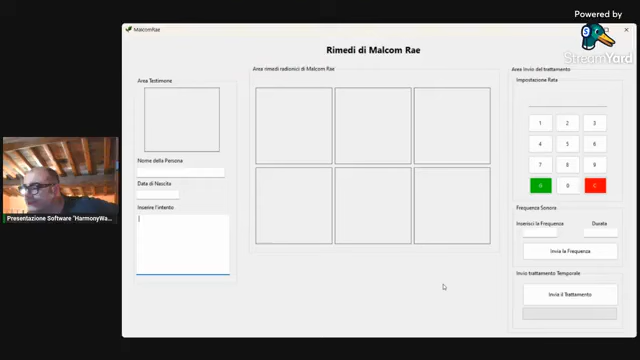 Powered by
StreamYard
MalcomRae
Rimedi di Malcom Rae
Area Testimone
Nome della Persona
Data di Nascita
Inserire l'intento
Area rimedi radionici di Malcom Rae
Area Invio del trattamento
Impostazione Rata
1 2 3
4 5 6
7 8 9
G 0 C
Frequenza Sonoro
Inserisci la Frequenza Durata
Invia la Frequenza
Invio trattamento Temporale
Invia il Trattamento
Presentazione Software "HarmonyWa...